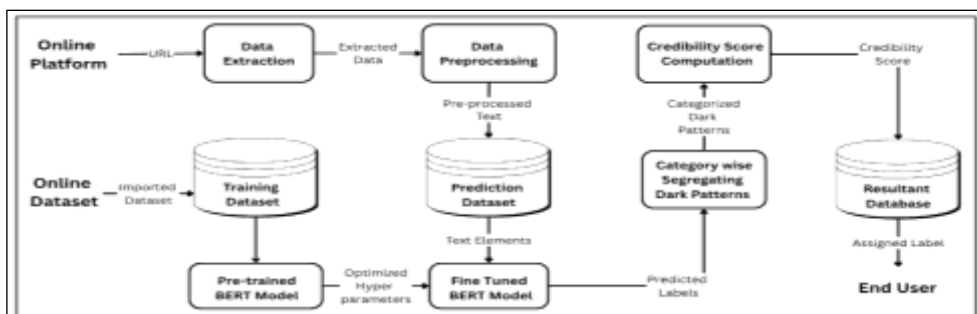 Online
Platform
URL
Data
Extraction
Extracted
Data
Data
Preprocessing
Credibility Score
Computation
Credibility
Score
Pre-processed
Text
Categorized
Dark
Patterns
Online
Dataset
Imported
Dataset
Training
Dataset
Prediction
Dataset
Category wise
Segregating
Dark Patterns
Resultant
Database
Text Elements
Assigned Label
Pre-trained
BERT Model
Optimized
Hyper
parameters
Fine Tuned
BERT Model
Predicted
Labels
End User